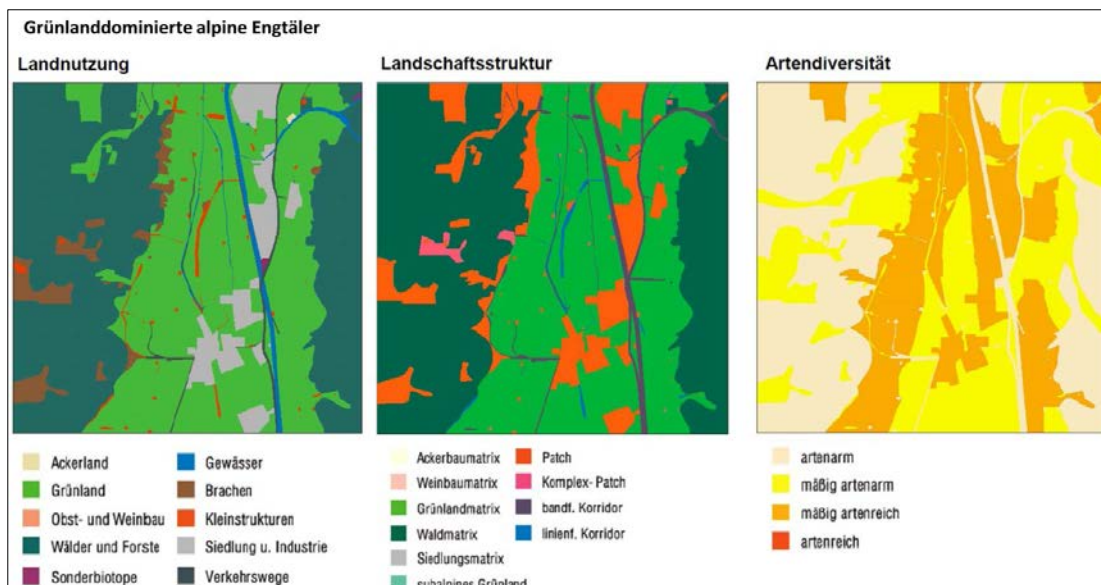 Grünlanddominierte alpine Engtäler
Landnutzung
Landschaftsstruktur
Artendiversität
Ackerland
Grünland
Obst- und Weinbau
Wälder und Forste
Sonderbiotope
Gewässer
Brachen
Kleinstrukturen
Siedlung u. Industrie
Verkehrswege
Ackerbaumatrix
Weinbaumatrix
Grünlandmatrix
Waldmatrix
Siedlungsmatrix
subalpines Grünland
Patch
Komplex- Patch
bandf. Korridor
linienf. Korridor
artenarm
mäßig artenarm
mäßig artenreich
artenreich